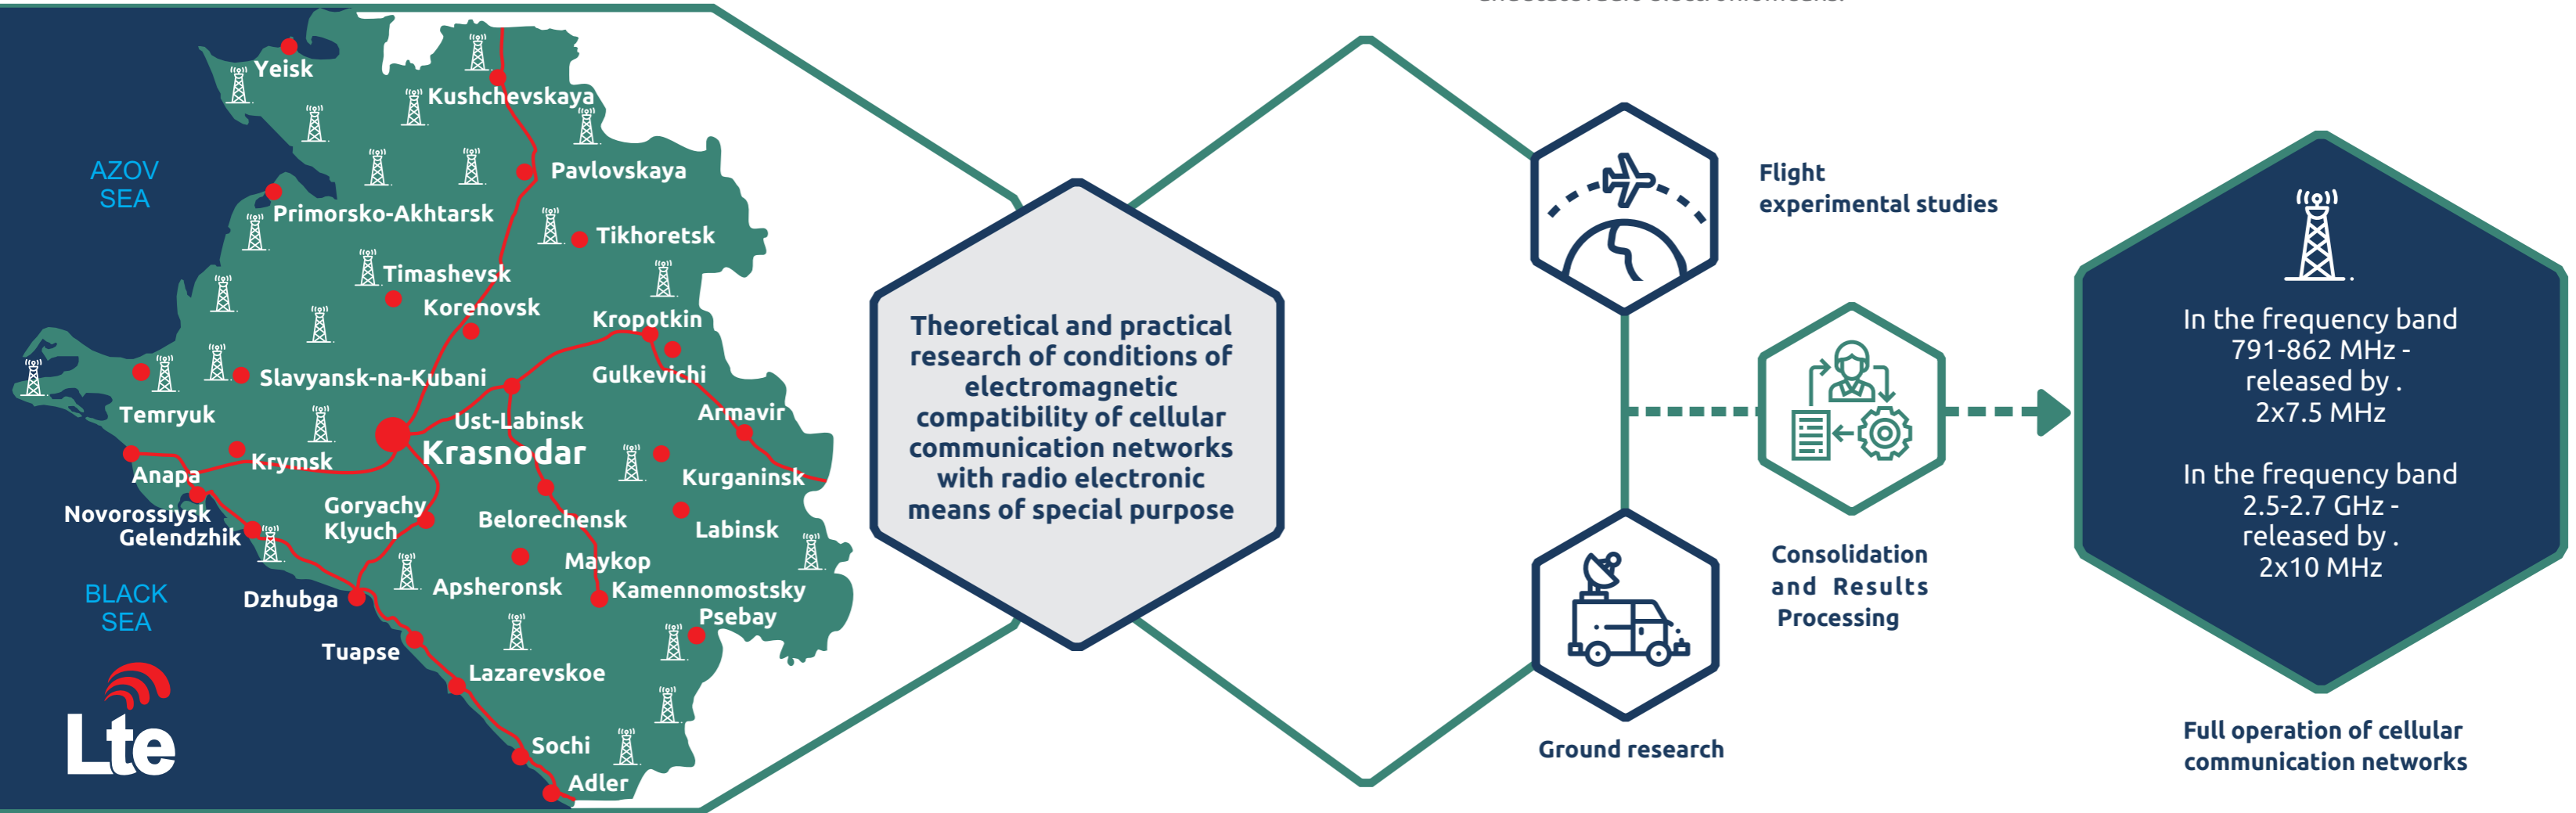 Yeisk
Kushchevskaya
AZOV
SEA
Pavlovskaya
Primorsko-Akhtarsk
Tikhoretsk
Timashevsk
Korenovsk
Kropotkin
Slavyansk-na-Kubani
Gulkevichi
Temryuk
Ust-Labinsk
Armavir
Krasnodar
Krymsk
Anapa
Kurganinsk
Novorossiysk
Goryachy
Klyuch
Belorechensk
Labinsk
Gelendzhik
Maykop
Apsheronsk
Kamennomostsky
BLACK
SEA
Dzhubga
Psebay
Tuapse
Lazarevskoe
Lte
Sochi
Adler
Theoretical and practical
research of conditions of
electromagnetic
compatibility of cellular
communication networks
with radio electronic
means of special purpose
Flight
experimental studies
Ground research
Consolidation
and Results
Processing
In the frequency band
791-862 MHz -
released by .
2x7.5 MHz
In the frequency band
2.5-2.7 GHz -
released by .
2x10 MHz
Full operation of cellular
communication networks